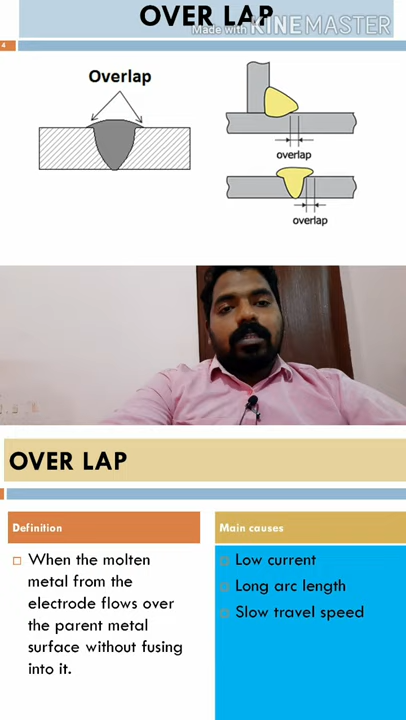 OVER LAP
Made with KINEMASTER
4
Overlap
overlap
overlap
OVER LAP
Definition
When the molten
metal from the
electrode flows over
the parent metal
surface without fusing
into it.
Main causes
Low current
Long arc length
Slow travel speed